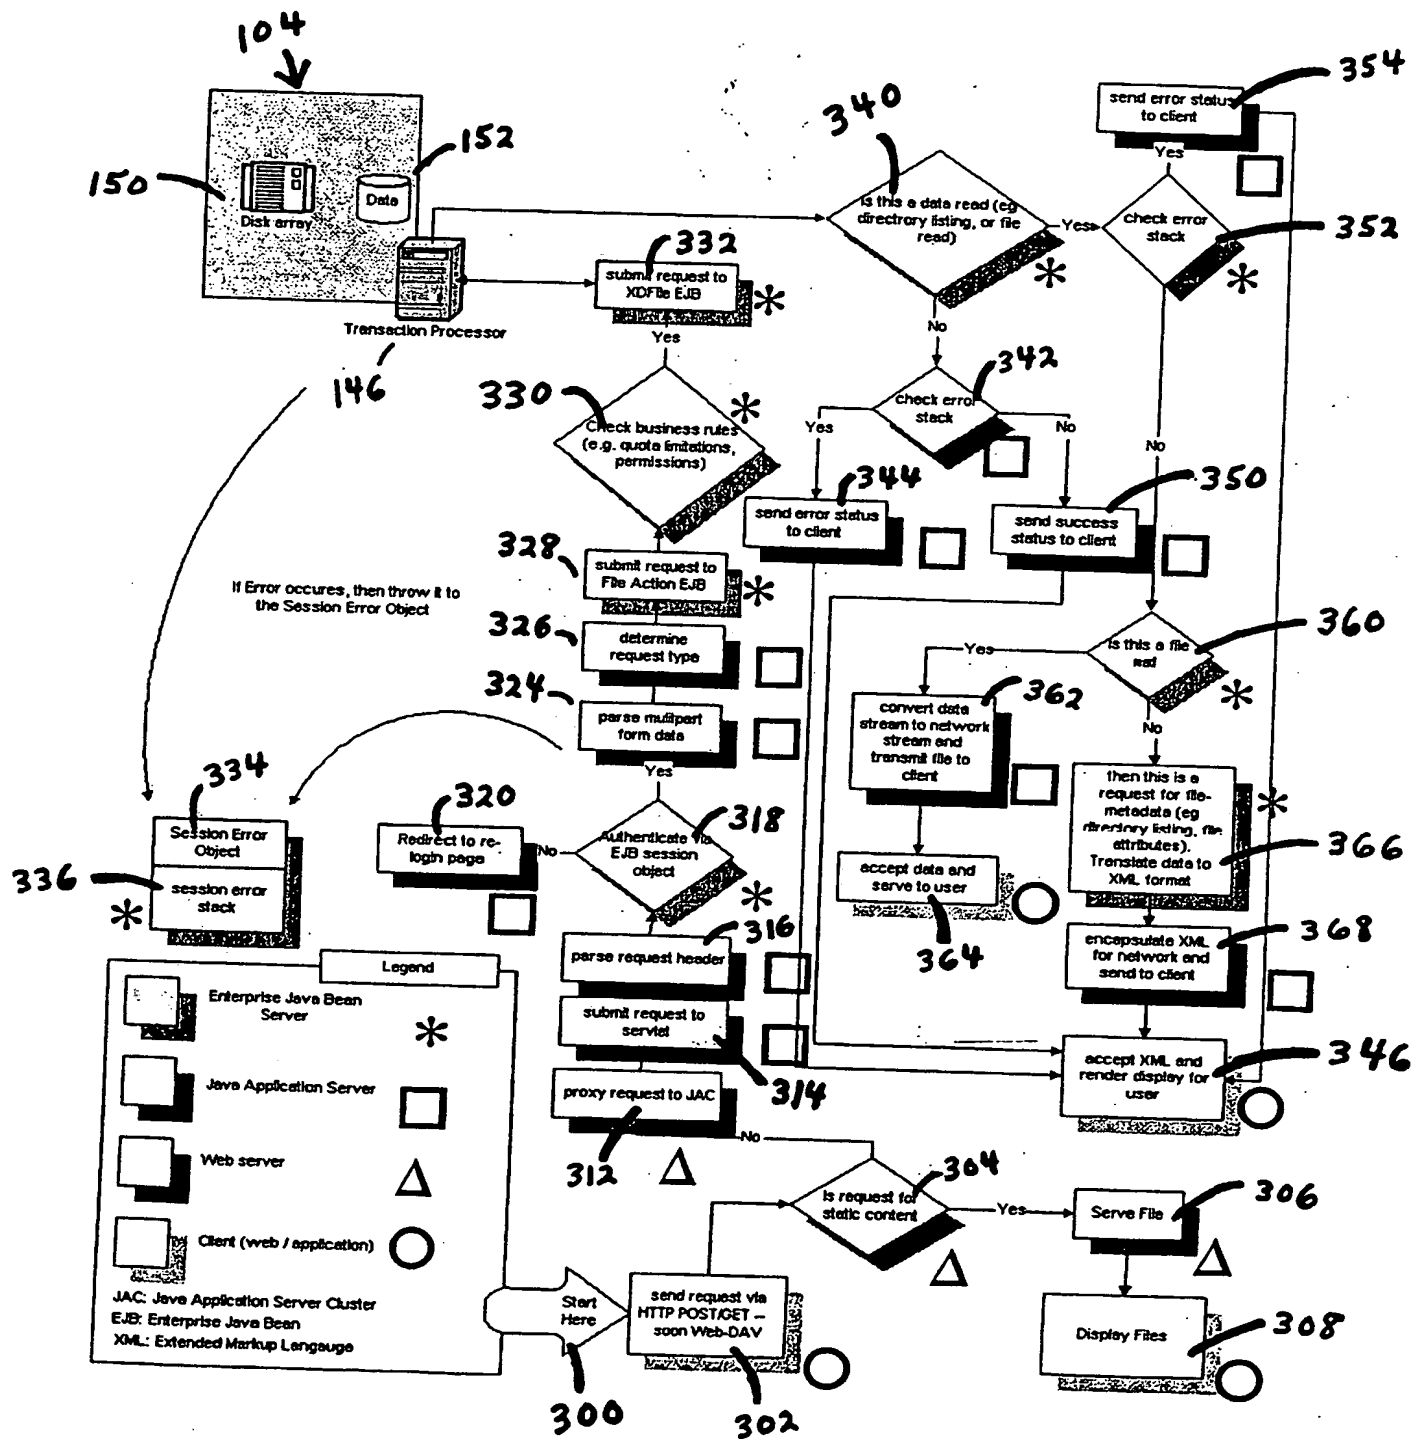 104
150
152
Disk array
Data
Transaction Processor
146
332
submit request to
XDFile EJB
Yes
330
Check business rules
(e.g. quota limitations,
permissions)
328
submit request to
File Action EJB
326
determine
request type
324
parse mulitpart
form data
Yes
If Error occures, then throw it to
the Session Error Object
334
Session Error
Object
336
session error
stack
320
Redirect to re-
login page
No
318
Authenticate via
EJB session
object
316
parse request header
submit request to
servlet
314
proxy request to JAC
312
No
340
is this a data read (eg
directrory listing, or file
read)
Yes
No
354
send error status
to client
Yes
352
check error
stack
No
342
check error
stack
Yes
No
344
send error status
to client
350
send success
status to client
360
is this a file
Yes
No
362
convert data
stream to network
stream and
transmit file to
client
accept data and
serve to user
364
then this is a
request for file-
metadata (eg
directory listing, file
attributes).
Translate data to
XML format
366
encapsulate XML
for network and
send to client
368
accept XML and
render display for
user
346
Legend
Enterprise Java Bean
Server
Java Application Server
Web server
Client (web / application)
JAC: Java Application Server Cluster
EJB: Enterprise Java Bean
XML: Extended Markup Langauge
Start
Here
300
send request via
HTTP POST/GET –
soon Web-DAV
302
304
is request for
static content
Yes
Serve File
306
Display Files
308